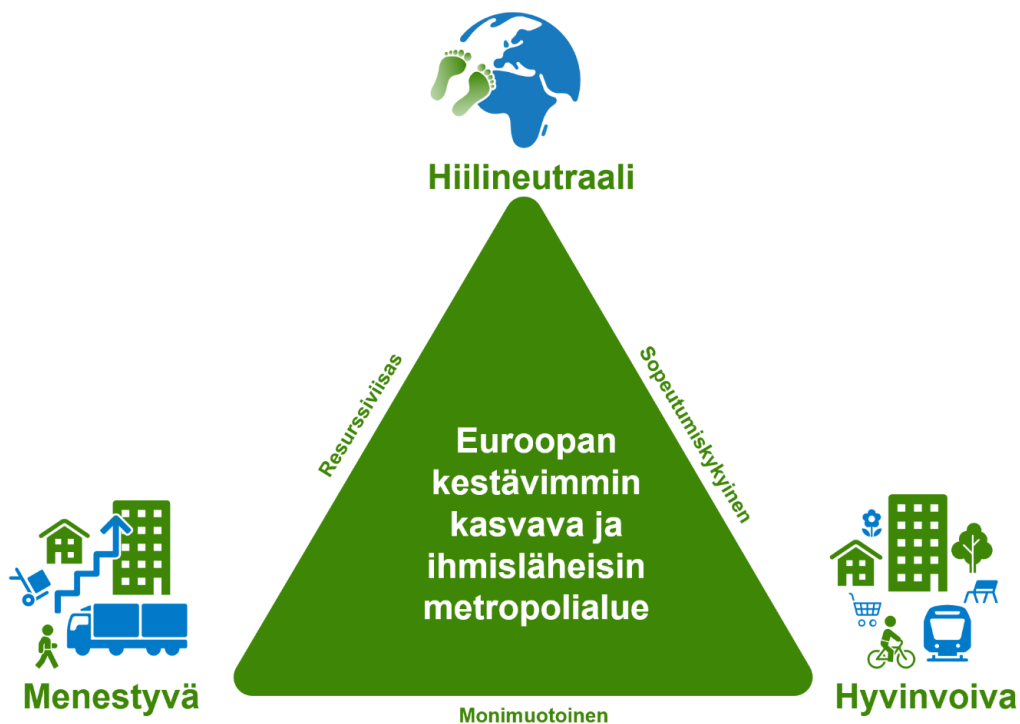 Hiilineutraali
Resurssiviisas
Sopeutumiskykyinen
Euroopan
kestävimmin
kasvava ja
ihmisläheisin
metropolialue
Menestyvä
Hyvinvoiva
Monimuotoinen